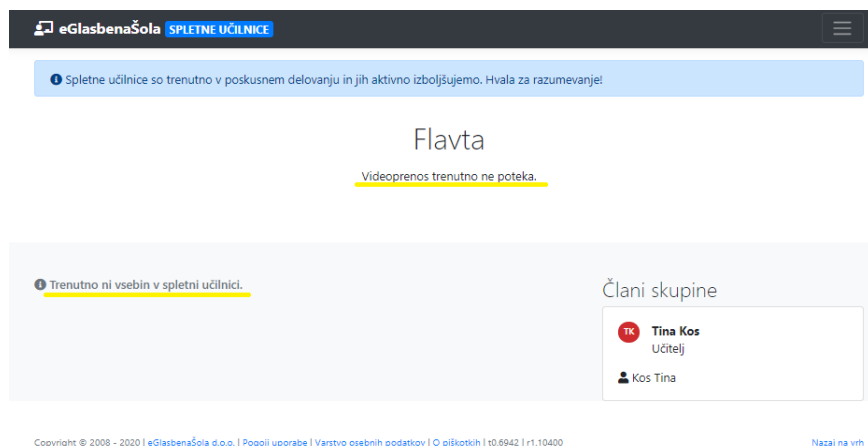 eGlasbenaŠola SPLETNE UČILNICE
Spletne učilnice so trenutno v poskusnem delovanju in jih aktivno izboljšujemo. Hvala za razumevanje!
Flavta
Videoprenos trenutno ne poteka.
Trenutno ni vsebin v spletni učilnici.
Člani skupine
TK Tina Kos
Učitelj
Kos Tina
Copyright © 2008 - 2020 | eGlasbenaŠola d.o.o. | Pogoji uporabe | Varstvo osebnih podatkov | O piškotkih | t0.6942 | r1.10400
Nazaj na vrh